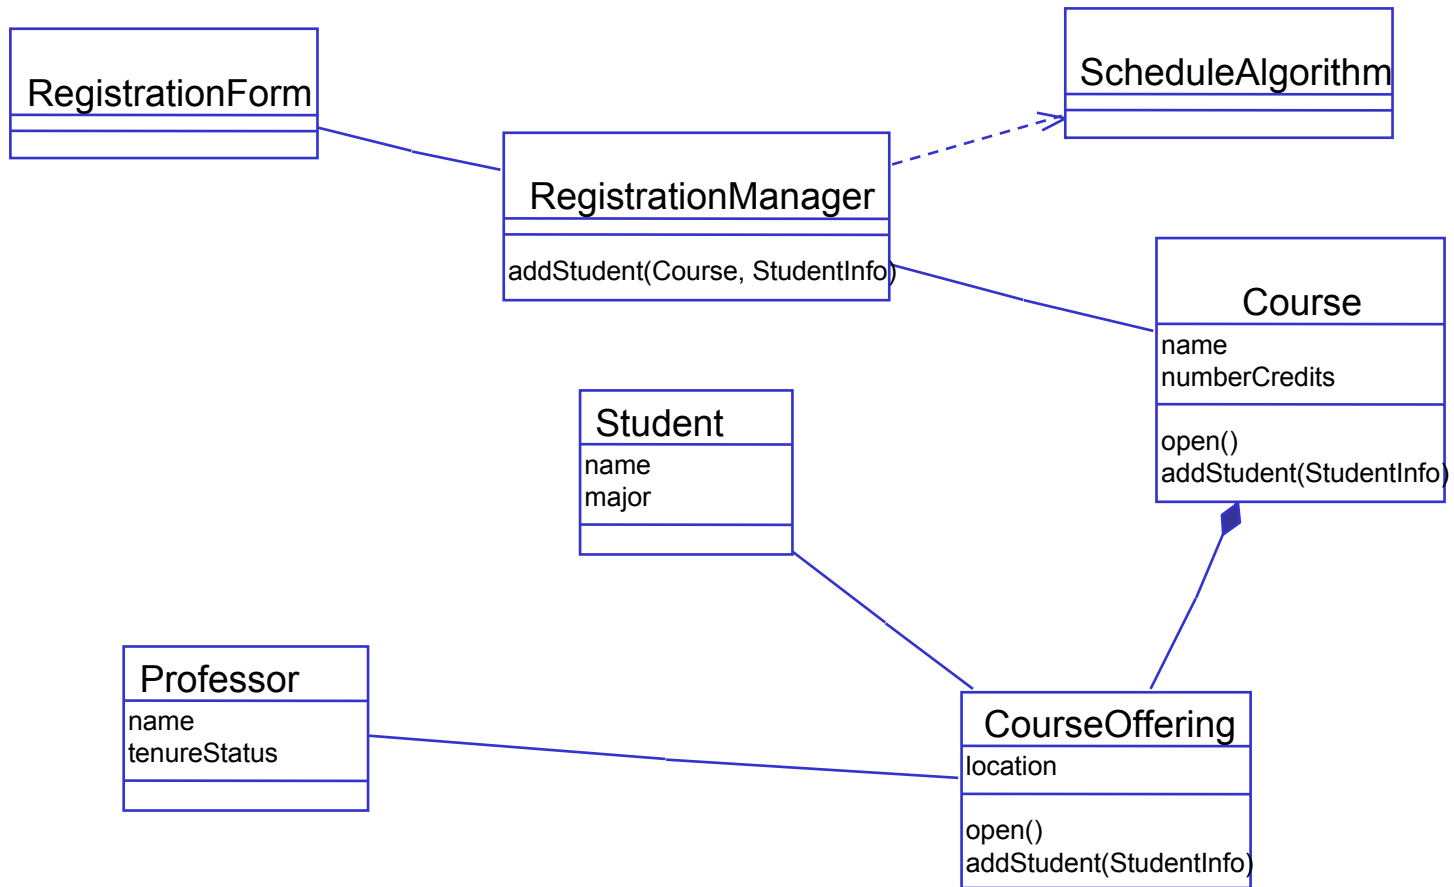 RegistrationForm
ScheduleAlgorithm
RegistrationManager
addStudent(Course, StudentInfo)
Course
name
numberCredits
open()
addStudent(StudentInfo)
Student
name
major
Professor
name
tenureStatus
CourseOffering
location
open()
addStudent(StudentInfo)